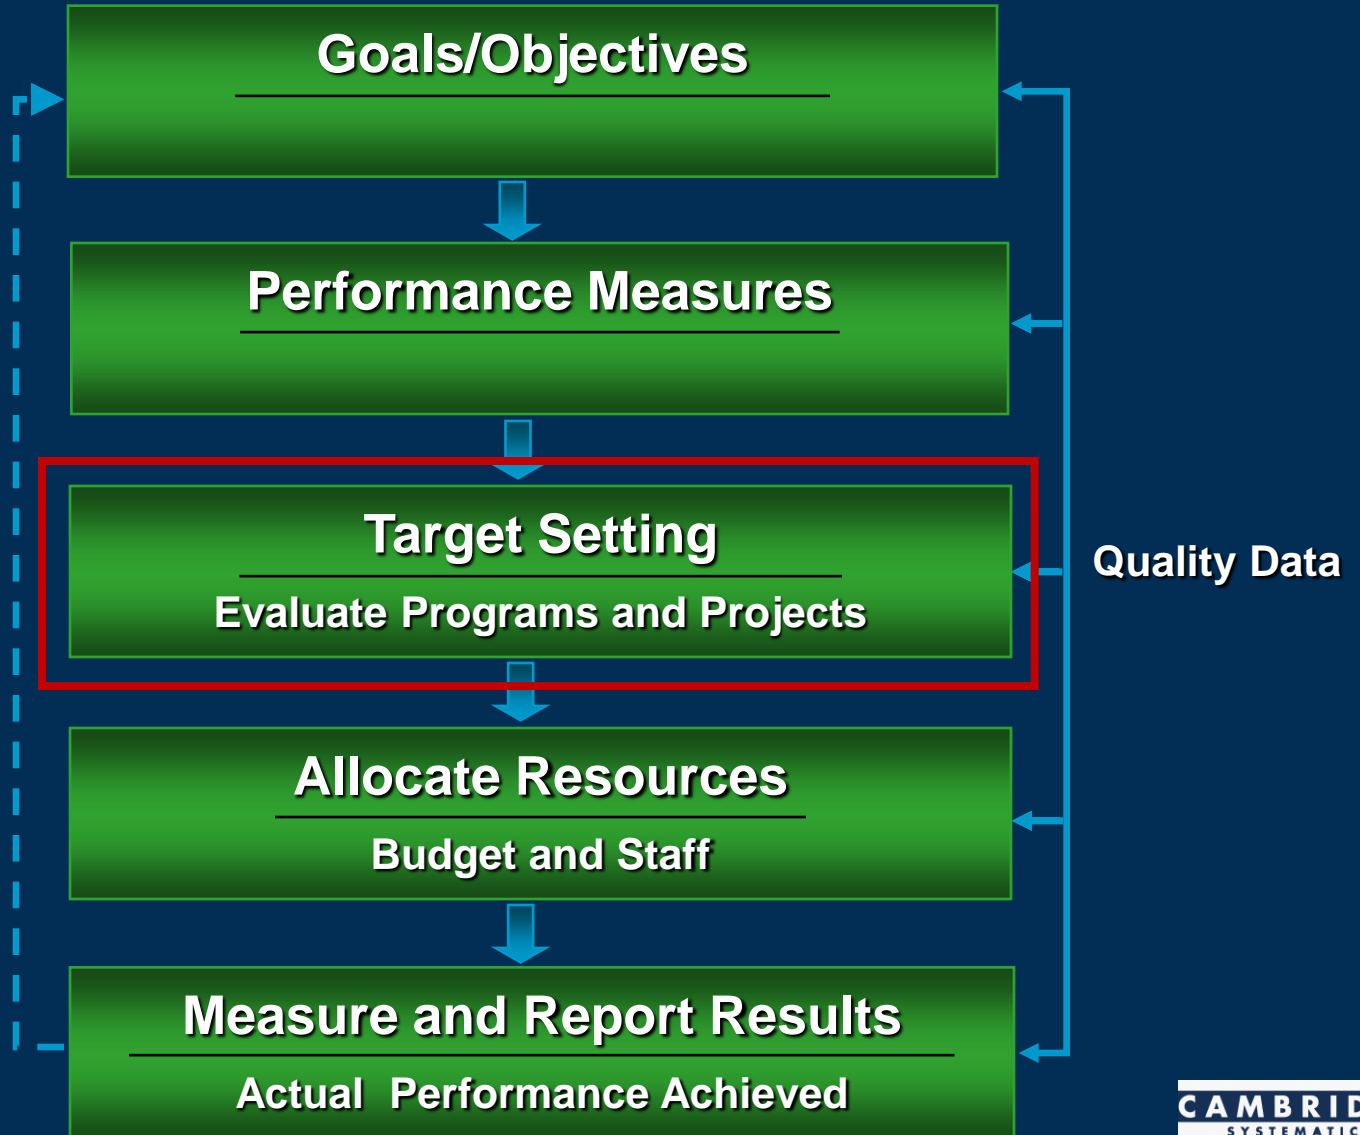 Goals/Objectives
Performance Measures
Target Setting
Evaluate Programs and Projects
Quality Data
Allocate Resources
Budget and Staff
Measure and Report Results
Actual Performance Achieved